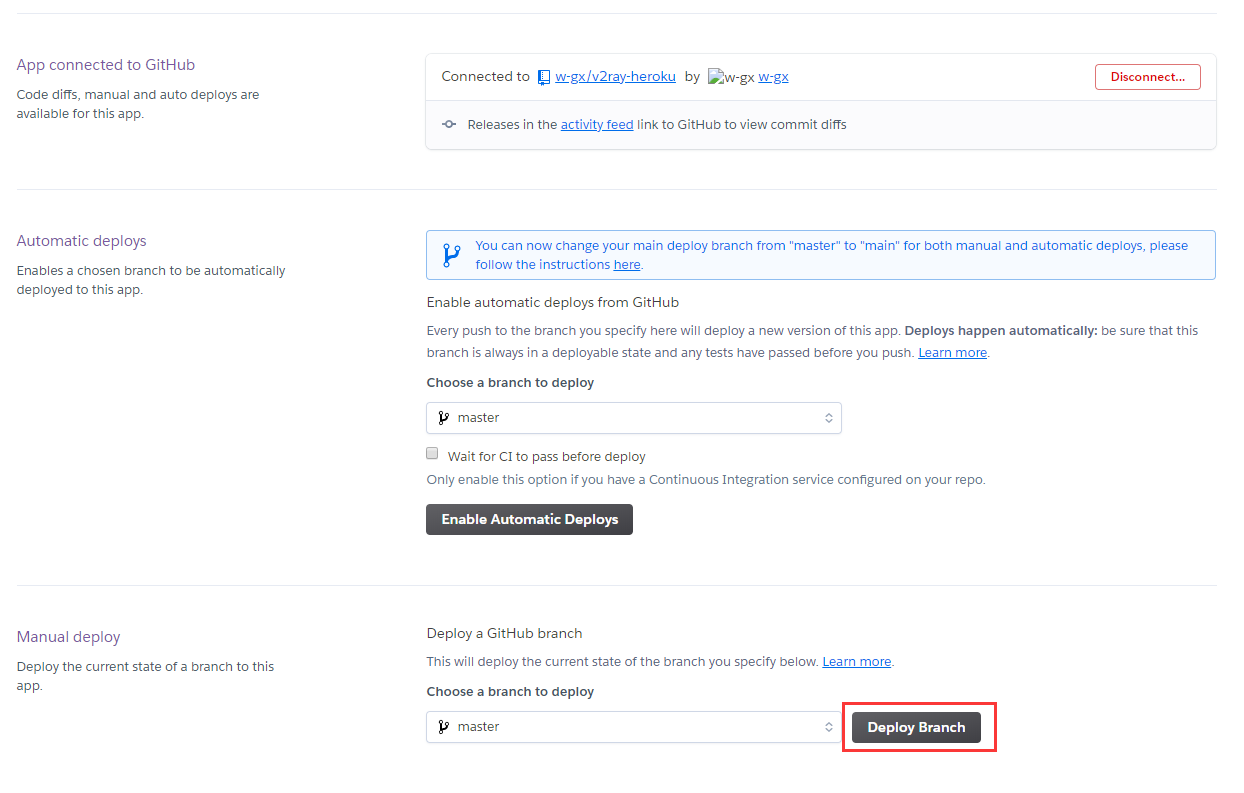 App connected to GitHub
Code diffs, manual and auto deploys are
available for this app.
Connected to w-gx/v2ray-heroku by w-gx w-gx
Disconnect...
Releases in the activity feed link to GitHub to view commit diffs
Automatic deploys
Enables a chosen branch to be automatically
deployed to this app.
You can now change your main deploy branch from "master" to "main" for both manual and automatic deploys, please
follow the instructions here.
Enable automatic deploys from GitHub
Every push to the branch you specify here will deploy a new version of this app. Deploys happen automatically: be sure that this
branch is always in a deployable state and any tests have passed before you push. Learn more.
Choose a branch to deploy
master
Wait for CI to pass before deploy
Only enable this option if you have a Continuous Integration service configured on your repo.
Enable Automatic Deploys
Manual deploy
Deploy the current state of a branch to this
app.
Deploy a GitHub branch
This will deploy the current state of the branch you specify below. Learn more.
Choose a branch to deploy
master
Deploy Branch